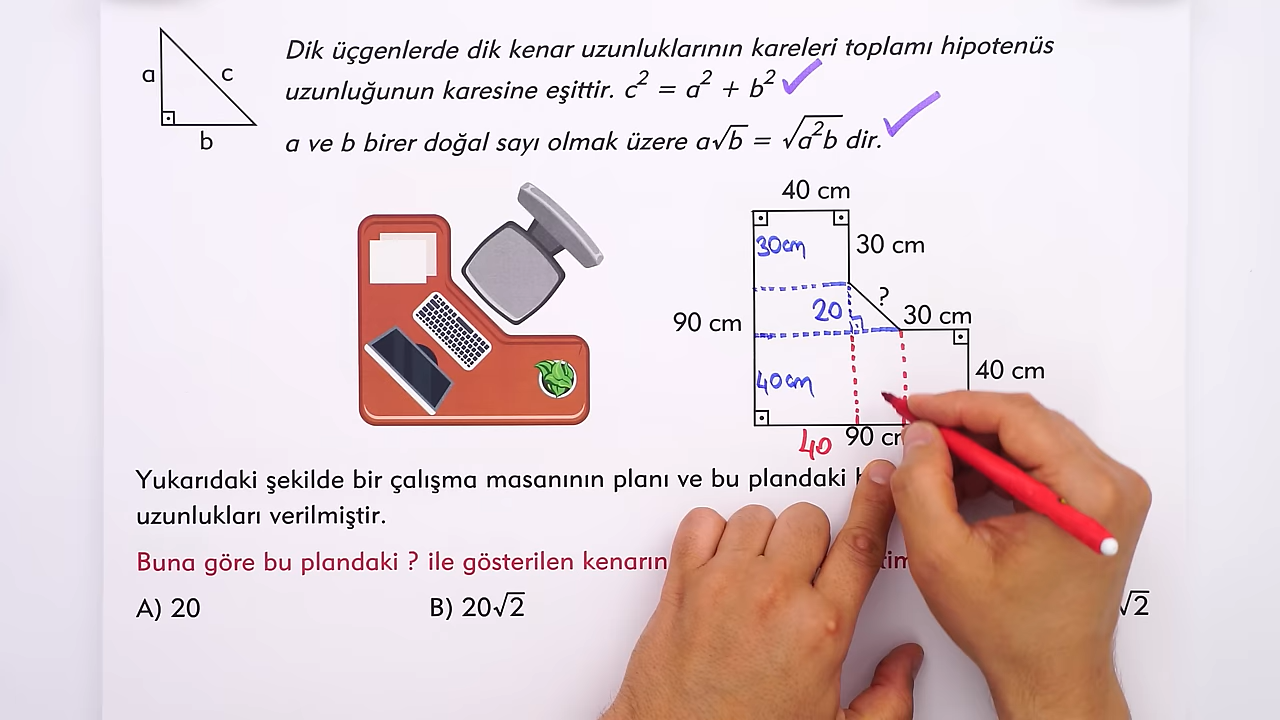 a
c
b
Dik üçgenlerde dik kenar uzunluklarının kareleri toplamı hipotenüs
uzunluğunun karesine eşittir. c² = a² + b²
a ve b birer doğal sayı olmak üzere a√b = √a²b dir.
40 cm
30cm
30 cm
?
20
30 cm
90 cm
40cm
40 cm
40
90
Yukarıdaki şekilde bir çalışma masanının planı ve bu plandaki
uzunlukları verilmiştir.
Buna göre bu plandaki ? ile gösterilen kenarın
A) 20
B) 20√2
√2